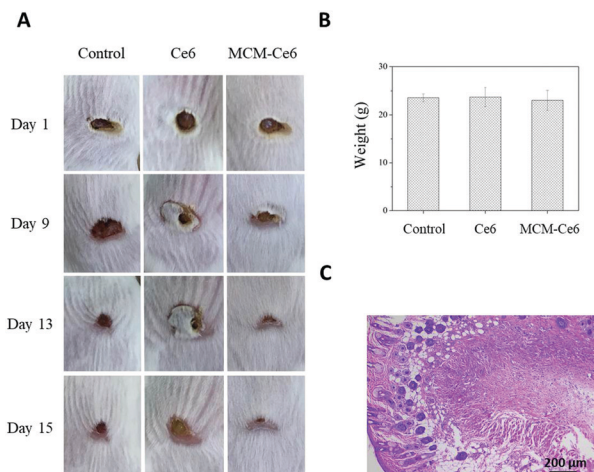 A
Control Ce6 MCM-Ce6
Day 1
Day 9
Day 13
Day 15
B
Weight (g)
30
20
10
0
Control Ce6 MCM-Ce6
C
200 μm